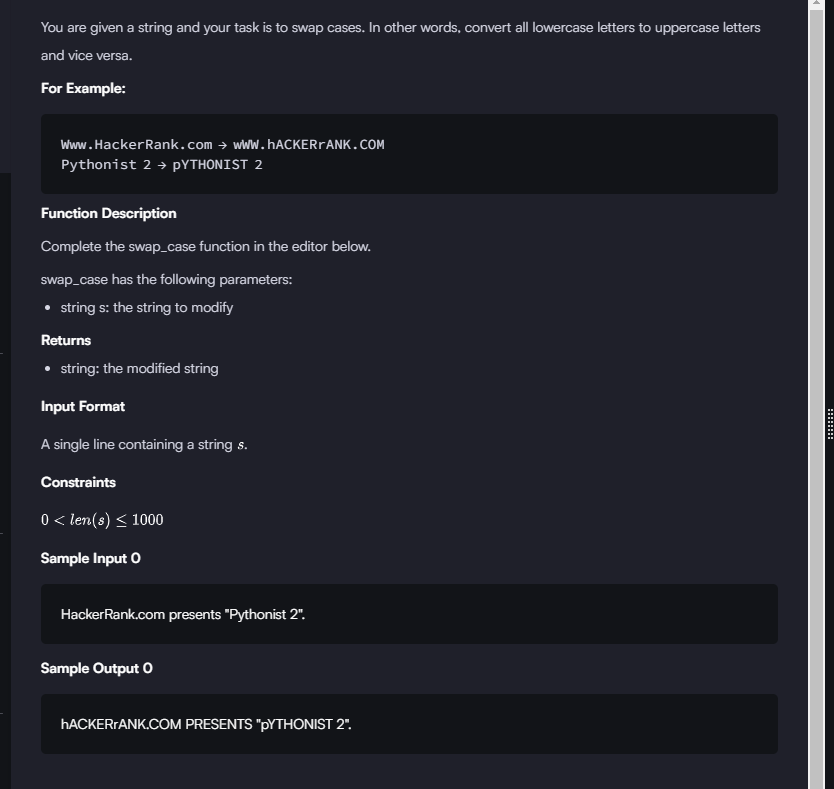 You are given a string and your task is to swap cases. In other words, convert all lowercase letters to uppercase letters
and vice versa.
For Example:
Www.HackerRank.com → wWW.hACKERrANK.COM
Pythonist 2 → pYTHONIST 2
Function Description
Complete the swap_case function in the editor below.
swap_case has the following parameters:
• string s: the string to modify
Returns
• string: the modified string
Input Format
A single line containing a string s.
Constraints
0 < len(s) ≤ 1000
Sample Input 0
HackerRank.com presents "Pythonist 2".
Sample Output 0
hACKERrANK.COM PRESENTS "pYTHONIST 2".